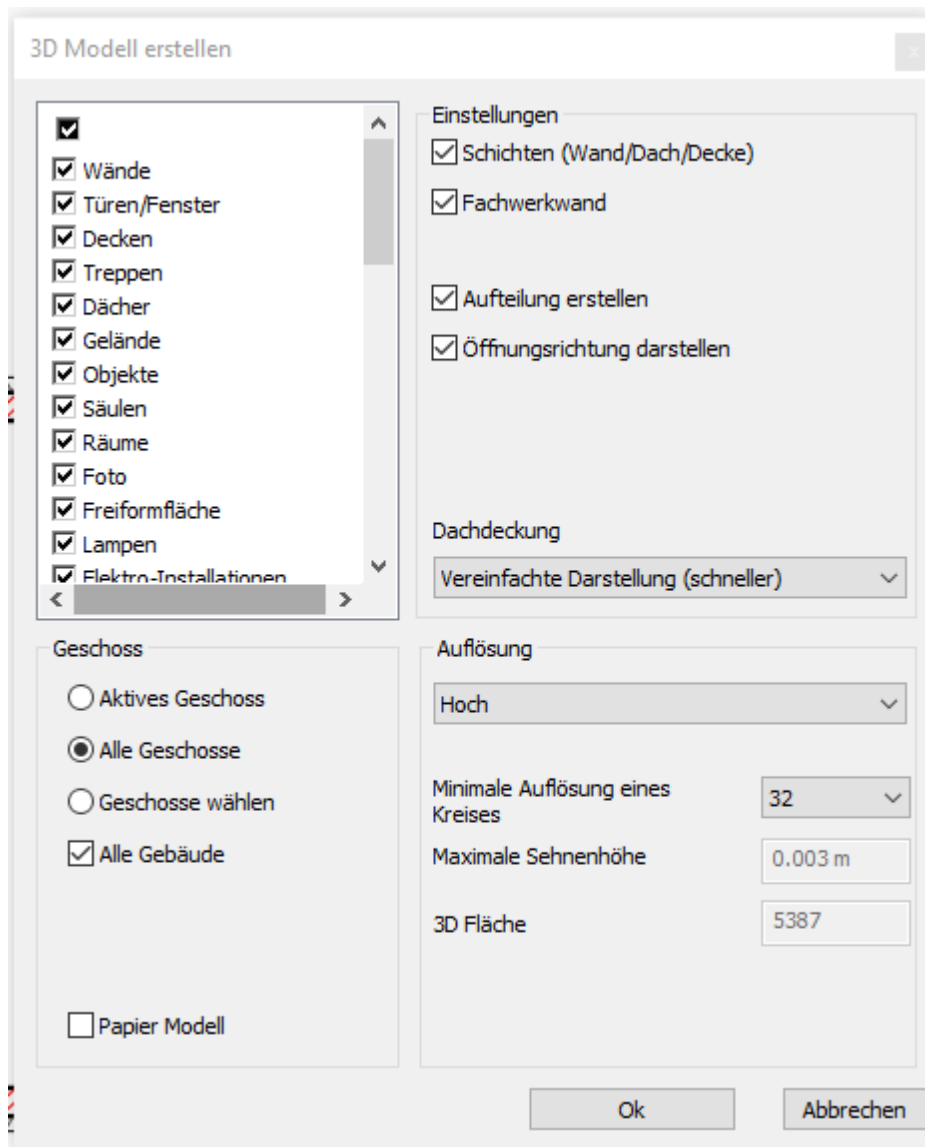 3D Modell erstellen
Wände
Türen/Fenster
Decken
Treppen
Dächer
Gelände
Objekte
Säulen
Räume
Foto
Freiformfläche
Lampen
Elektro-Installationen
Einstellungen
Schichten (Wand/Dach/Decke)
Fachwerkwand
Aufteilung erstellen
Öffnungsrichtung darstellen
Dachdeckung
Vereinfachte Darstellung (schneller)
Geschoss
Aktives Geschoss
Alle Geschosse
Geschosse wählen
Alle Gebäude
Papier Modell
Auflösung
Hoch
Minimale Auflösung eines
Kreises
32
Maximale Sehnenhöhe
0.003 m
3D Fläche
5387
Ok
Abbrechen